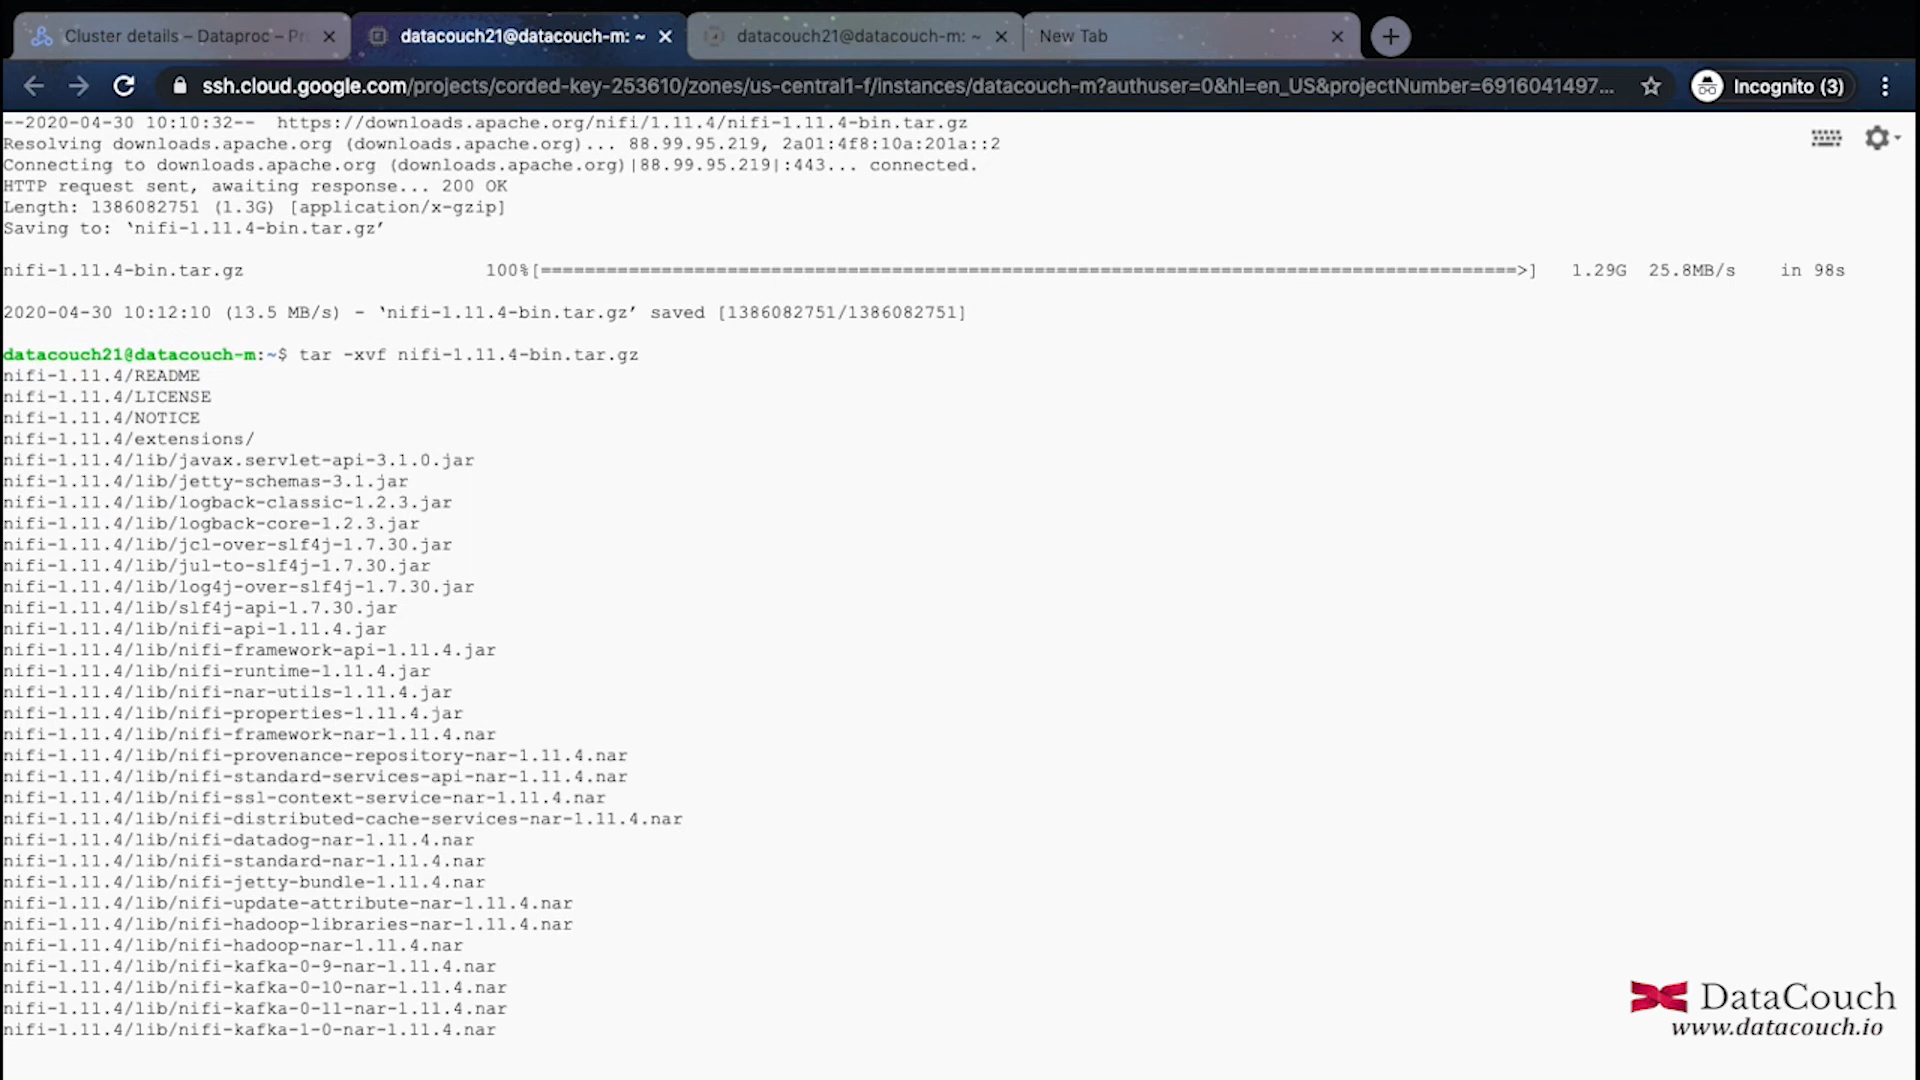 Cluster details – Dataproc – Pr
datacouch21@datacouch-m: ~
datacouch21@datacouch-m: ~
New Tab
ssh.cloud.google.com/projects/corded-key-253610/zones/us-central1-f/instances/datacouch-m?authuser=0&hl=en_US&projectNumber=6916041497...
Incognito (3)
--2020-04-30 10:10:32--  https://downloads.apache.org/nifi/1.11.4/nifi-1.11.4-bin.tar.gz
Resolving downloads.apache.org (downloads.apache.org)... 88.99.95.219, 2a01:4f8:10a:201a::2
Connecting to downloads.apache.org (downloads.apache.org)|88.99.95.219|:443... connected.
HTTP request sent, awaiting response... 200 OK
Length: 1386082751 (1.3G) [application/x-gzip]
Saving to: ‘nifi-1.11.4-bin.tar.gz’
nifi-1.11.4-bin.tar.gz 100%[=========================================================================================>] 1.29G 25.8MB/s in 98s
2020-04-30 10:12:10 (13.5 MB/s) - ‘nifi-1.11.4-bin.tar.gz’ saved [1386082751/1386082751]
datacouch21@datacouch-m:~$ tar -xvf nifi-1.11.4-bin.tar.gz
nifi-1.11.4/README
nifi-1.11.4/LICENSE
nifi-1.11.4/NOTICE
nifi-1.11.4/extensions/
nifi-1.11.4/lib/javax.servlet-api-3.1.0.jar
nifi-1.11.4/lib/jetty-schemas-3.1.jar
nifi-1.11.4/lib/logback-classic-1.2.3.jar
nifi-1.11.4/lib/logback-core-1.2.3.jar
nifi-1.11.4/lib/jcl-over-slf4j-1.7.30.jar
nifi-1.11.4/lib/jul-to-slf4j-1.7.30.jar
nifi-1.11.4/lib/log4j-over-slf4j-1.7.30.jar
nifi-1.11.4/lib/slf4j-api-1.7.30.jar
nifi-1.11.4/lib/nifi-api-1.11.4.jar
nifi-1.11.4/lib/nifi-framework-api-1.11.4.jar
nifi-1.11.4/lib/nifi-runtime-1.11.4.jar
nifi-1.11.4/lib/nifi-nar-utils-1.11.4.jar
nifi-1.11.4/lib/nifi-properties-1.11.4.jar
nifi-1.11.4/lib/nifi-framework-nar-1.11.4.nar
nifi-1.11.4/lib/nifi-provenance-repository-nar-1.11.4.nar
nifi-1.11.4/lib/nifi-standard-services-api-nar-1.11.4.nar
nifi-1.11.4/lib/nifi-ssl-context-service-nar-1.11.4.nar
nifi-1.11.4/lib/nifi-distributed-cache-services-nar-1.11.4.nar
nifi-1.11.4/lib/nifi-datadog-nar-1.11.4.nar
nifi-1.11.4/lib/nifi-standard-nar-1.11.4.nar
nifi-1.11.4/lib/nifi-jetty-bundle-1.11.4.nar
nifi-1.11.4/lib/nifi-update-attribute-nar-1.11.4.nar
nifi-1.11.4/lib/nifi-hadoop-libraries-nar-1.11.4.nar
nifi-1.11.4/lib/nifi-hadoop-nar-1.11.4.nar
nifi-1.11.4/lib/nifi-kafka-0-9-nar-1.11.4.nar
nifi-1.11.4/lib/nifi-kafka-0-10-nar-1.11.4.nar
nifi-1.11.4/lib/nifi-kafka-0-11-nar-1.11.4.nar
nifi-1.11.4/lib/nifi-kafka-1-0-nar-1.11.4.nar
DataCouch
www.datacouch.io